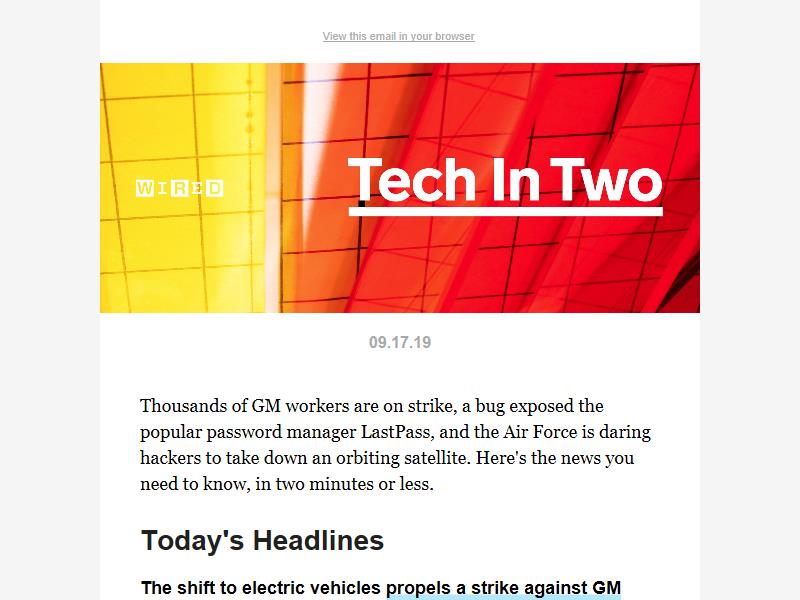 View this email in your browser
WIRED
Tech In Two
09.17.19
Thousands of GM workers are on strike, a bug exposed the
popular password manager LastPass, and the Air Force is daring
hackers to take down an orbiting satellite. Here's the news you
need to know, in two minutes or less.
Today's Headlines
The shift to electric vehicles propels a strike against GM